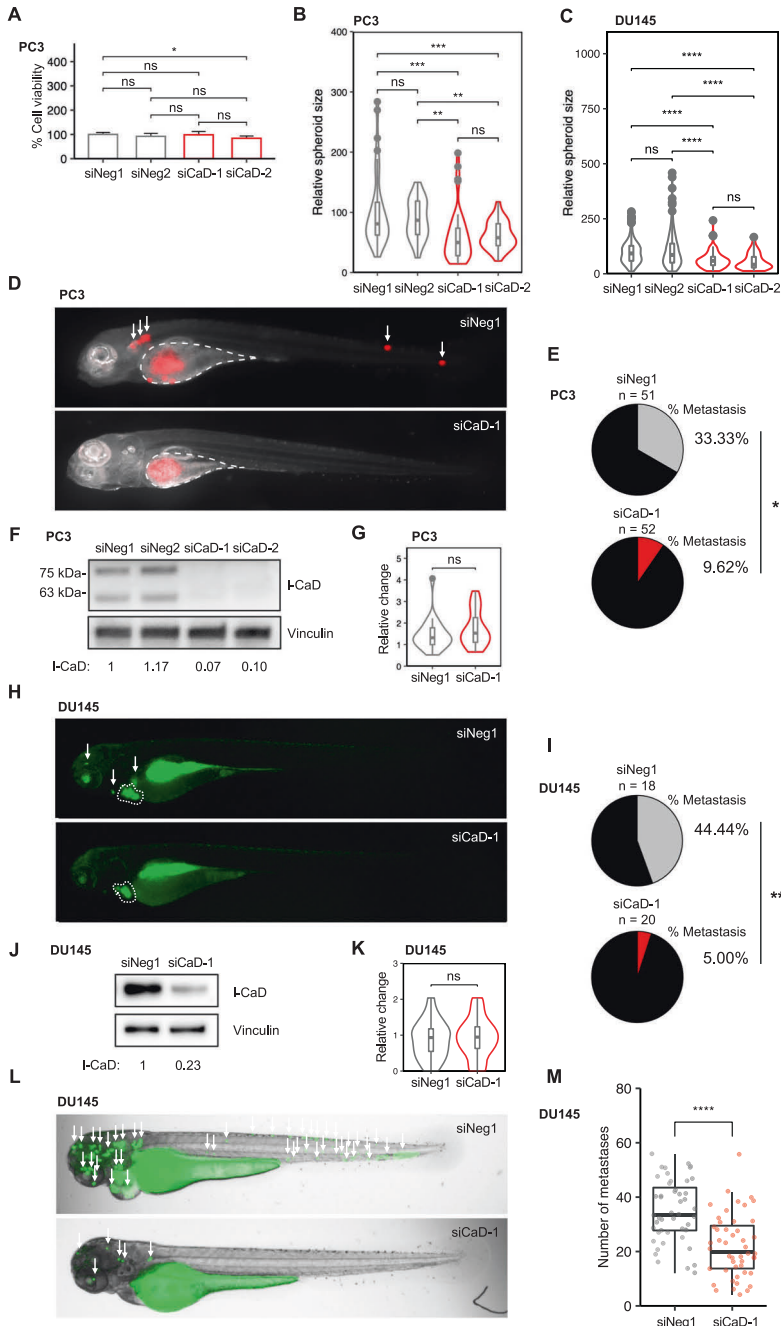 A
PC3
% Cell viability
400
300
200
100
0
*
ns
ns
ns
ns
ns
siNeg1 siNeg2 siCaD-1 siCaD-2
B
PC3
Relative spheroid size
400
300
200
100
0
***
***
ns
**
**
ns
siNeg1 siNeg2 siCaD-1 siCaD-2
C
DU145
Relative spheroid size
1000
750
500
250
0
****
****
****
ns
****
ns
siNeg1 siNeg2 siCaD-1 siCaD-2
D
PC3
siNeg1
siCaD-1
E
PC3
siNeg1
n = 51
% Metastasis
33.33%
*
siCaD-1
n = 52
% Metastasis
9.62%
F
PC3
siNeg1 siNeg2 siCaD-1 siCaD-2
75 kDa-
63 kDa-
l-CaD
Vinculin
l-CaD: 1 1.17 0.07 0.10
G
PC3
Relative change
5
4
3
2
1
0
ns
siNeg1 siCaD-1
H
DU145
siNeg1
siCaD-1
I
DU145
siNeg1
n = 18
% Metastasis
44.44%
**
siCaD-1
n = 20
% Metastasis
5.00%
J
DU145
siNeg1 siCaD-1
l-CaD
Vinculin
l-CaD: 1 0.23
K
DU145
Relative change
3
2
1
0
ns
siNeg1 siCaD-1
L
DU145
siNeg1
siCaD-1
M
DU145
Number of metastases
80
60
40
20
0
****
siNeg1 siCaD-1